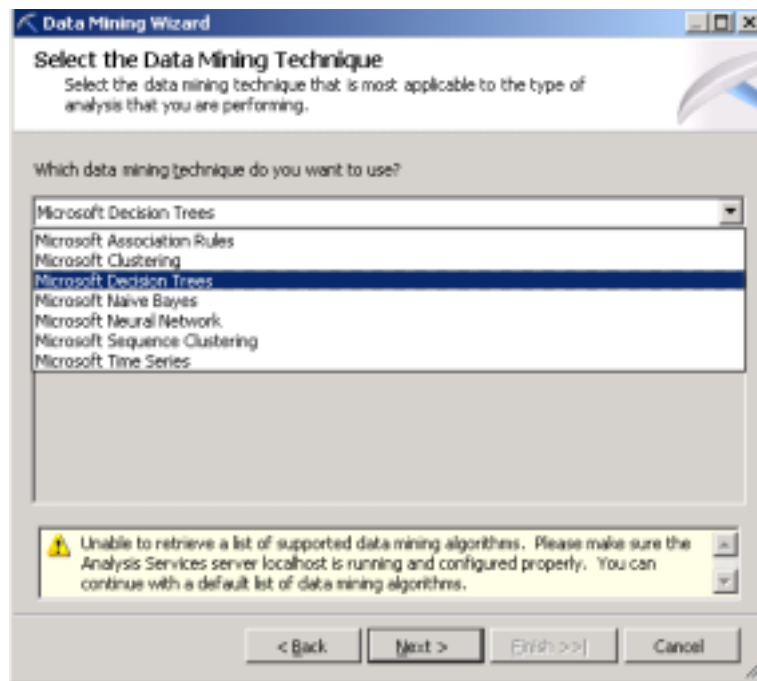 Data Mining Wizard
Select the Data Mining Technique
Select the data mining technique that is most applicable to the type of
analysis that you are performing.
Which data mining technique do you want to use?
Microsoft Decision Trees
Microsoft Association Rules
Microsoft Clustering
Microsoft Decision Trees
Microsoft Naive Bayes
Microsoft Neural Network
Microsoft Sequence Clustering
Microsoft Time Series
Unable to retrieve a list of supported data mining algorithms. Please make sure the
Analysis Services server localhost is running and configured properly. You can
continue with a default list of data mining algorithms.
< Back Next > Finish >>| Cancel